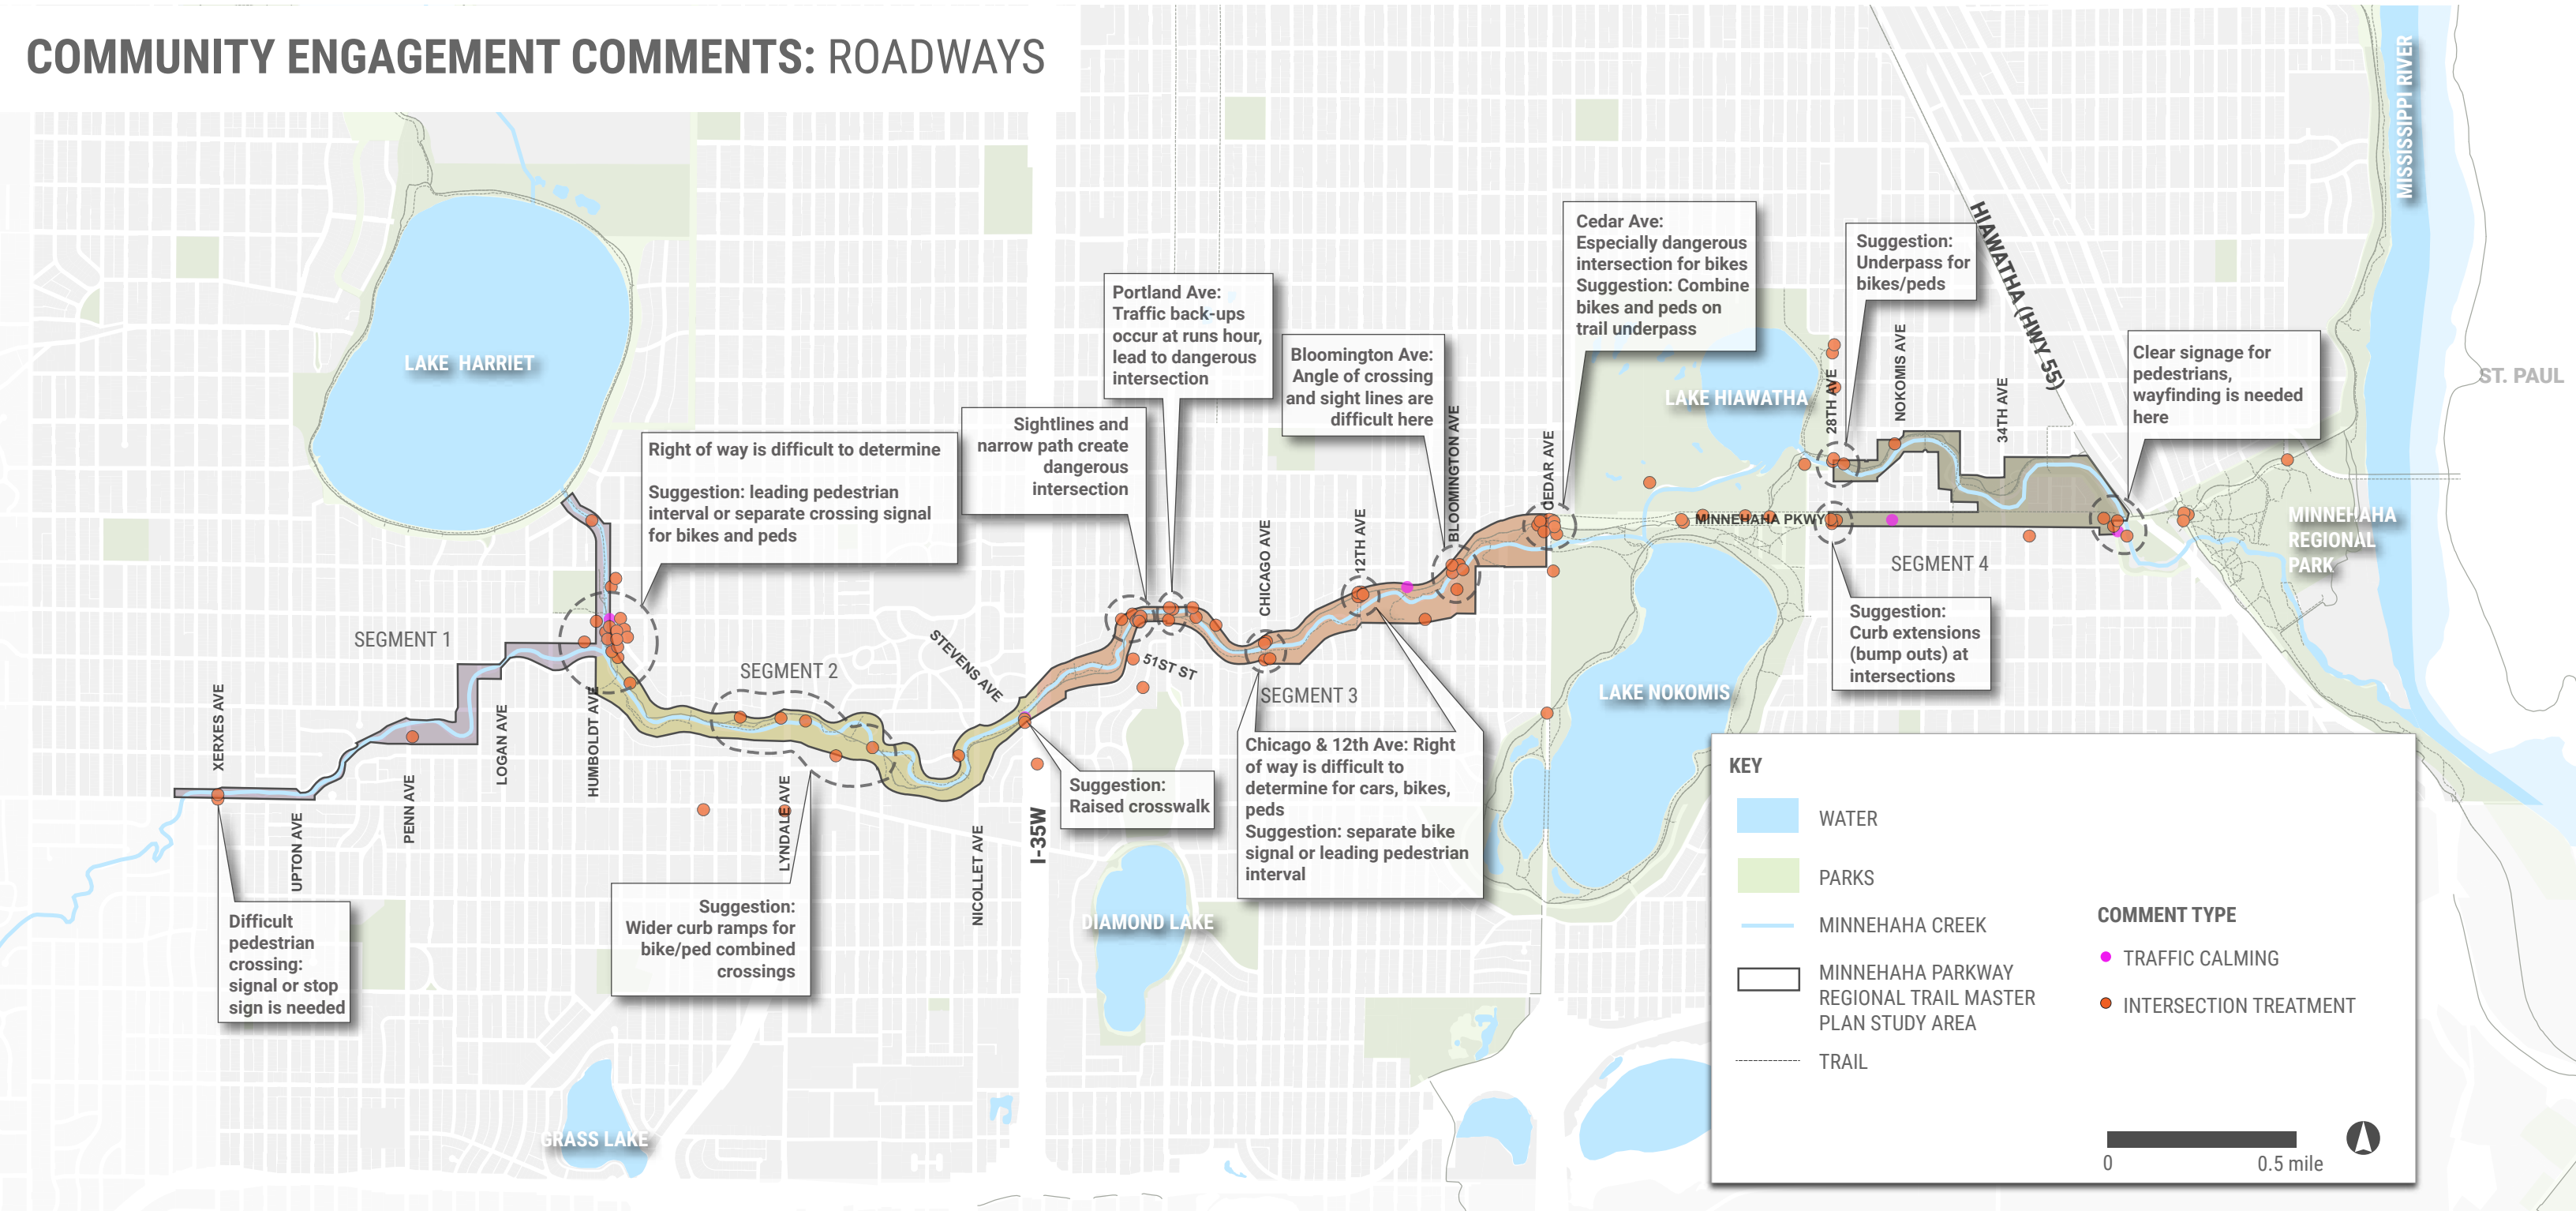 COMMUNITY ENGAGEMENT COMMENTS: ROADWAYS
MISSISSIPPI RIVER
HIAWATHA (HWY 55)
ST. PAUL
LAKE HARRIET
LAKE HIAWATHA
LAKE NOKOMIS
DIAMOND LAKE
GRASS LAKE
MINNEHAHA
REGIONAL
PARK
MINNEHAHA PKWY
SEGMENT 1
SEGMENT 2
SEGMENT 3
SEGMENT 4
XERXES AVE
UPTON AVE
PENN AVE
LOGAN AVE
HUMBOLDT AVE
LYNDALE AVE
NICOLLET AVE
STEVENS AVE
I-35W
51ST ST
CHICAGO AVE
12TH AVE
BLOOMINGTON AVE
CEDAR AVE
28TH AVE
NOKOMIS AVE
34TH AVE
Difficult
pedestrian
crossing:
signal or stop
sign is needed
Right of way is difficult to determine
Suggestion: leading pedestrian
interval or separate crossing signal
for bikes and peds
Suggestion:
Wider curb ramps for
bike/ped combined
crossings
Suggestion:
Raised crosswalk
Sightlines and
narrow path create
dangerous
intersection
Portland Ave:
Traffic back-ups
occur at runs hour,
lead to dangerous
intersection
Chicago & 12th Ave: Right
of way is difficult to
determine for cars, bikes,
peds
Suggestion: separate bike
signal or leading pedestrian
interval
Bloomington Ave:
Angle of crossing
and sight lines are
difficult here
Cedar Ave:
Especially dangerous
intersection for bikes
Suggestion: Combine
bikes and peds on
trail underpass
Suggestion:
Underpass for
bikes/peds
Suggestion:
Curb extensions
(bump outs) at
intersections
Clear signage for
pedestrians,
wayfinding is needed
here
KEY
WATER
PARKS
MINNEHAHA CREEK
MINNEHAHA PARKWAY
REGIONAL TRAIL MASTER
PLAN STUDY AREA
TRAIL
COMMENT TYPE
TRAFFIC CALMING
INTERSECTION TREATMENT
0 0.5 mile